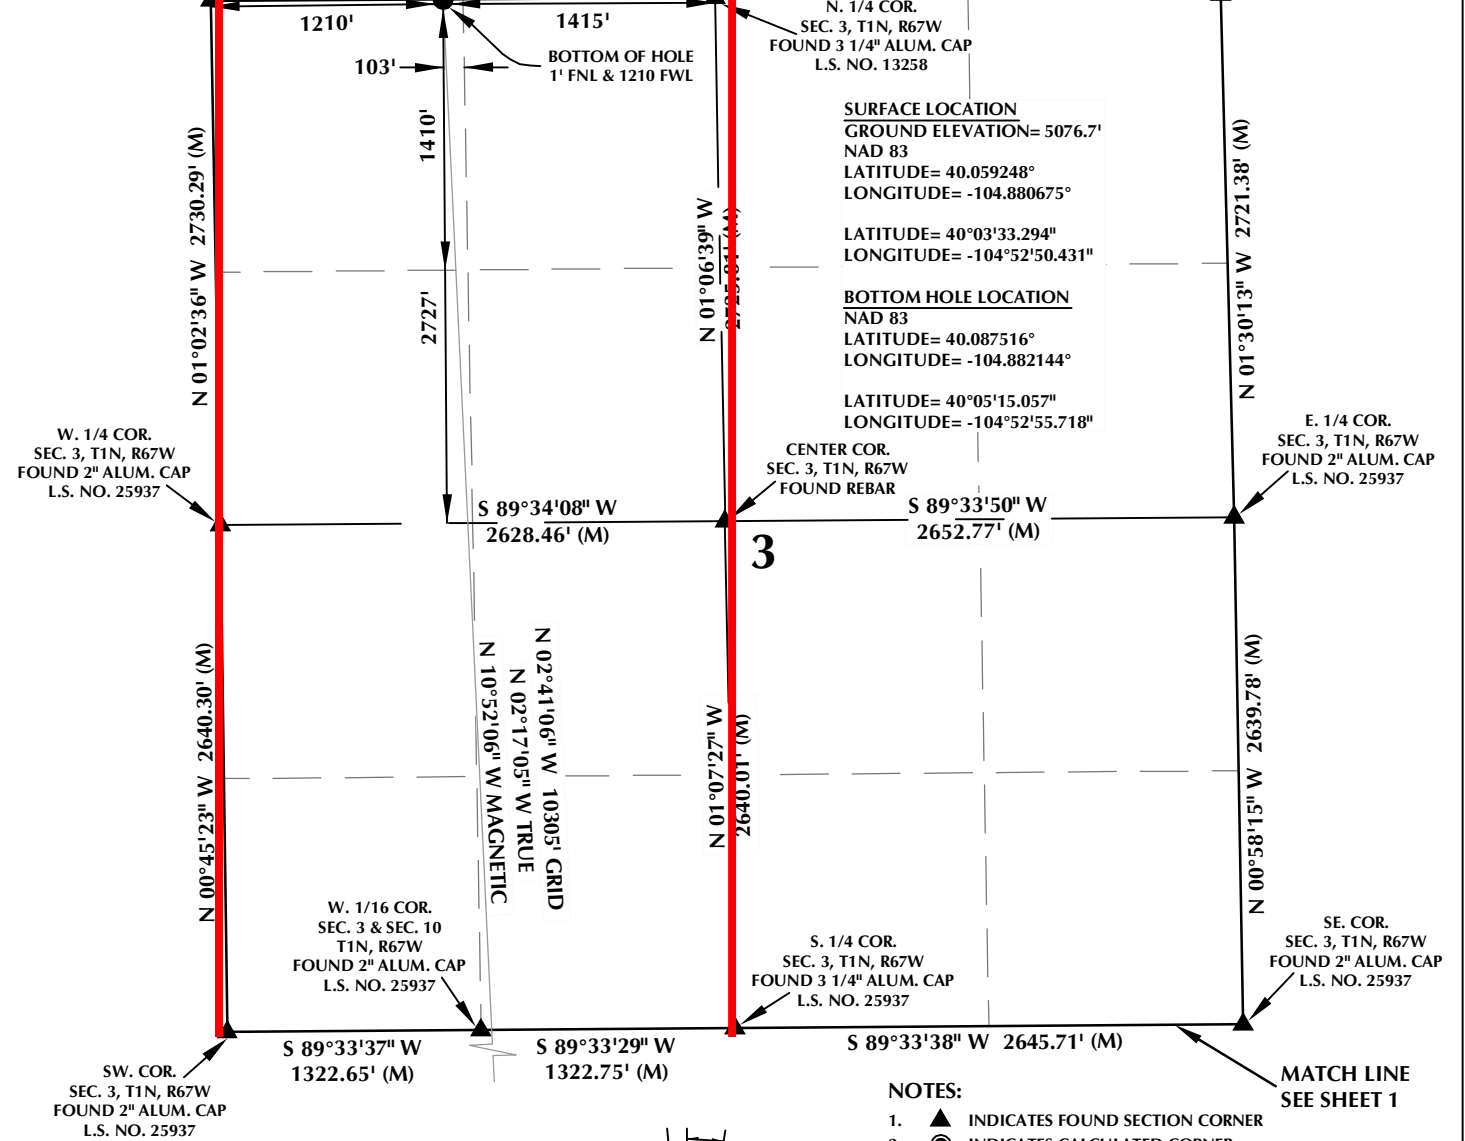 1210'
1415'
103'
BOTTOM OF HOLE
1' FNL & 1210 FWL
N. 1/4 COR.
SEC. 3, T1N, R67W
FOUND 3 1/4" ALUM. CAP
L.S. NO. 13258
1410'
2727'
N 01°02'36" W 2730.29' (M)
N 01°06'39" W
SURFACE LOCATION
GROUND ELEVATION= 5076.7'
NAD 83
LATITUDE= 40.059248°
LONGITUDE= -104.880675°
LATITUDE= 40°03'33.294"
LONGITUDE= -104°52'50.431"
BOTTOM HOLE LOCATION
NAD 83
LATITUDE= 40.087516°
LONGITUDE= -104.882144°
LATITUDE= 40°05'15.057"
LONGITUDE= -104°52'55.718"
N 01°30'13" W 2721.38' (M)
W. 1/4 COR.
SEC. 3, T1N, R67W
FOUND 2" ALUM. CAP
L.S. NO. 25937
CENTER COR.
SEC. 3, T1N, R67W
FOUND REBAR
E. 1/4 COR.
SEC. 3, T1N, R67W
FOUND 2" ALUM. CAP
L.S. NO. 25937
S 89°34'08" W
2628.46' (M)
S 89°33'50" W
2652.77' (M)
3
N 00°45'23" W 2640.30' (M)
N 02°41'06" W 10305' GRID
N 02°17'05" W TRUE
N 10°52'06" W MAGNETIC
N 01°07'27" W
2640.01' (M)
N 00°58'15" W 2639.78' (M)
W. 1/16 COR.
SEC. 3 & SEC. 10
T1N, R67W
FOUND 2" ALUM. CAP
L.S. NO. 25937
S. 1/4 COR.
SEC. 3, T1N, R67W
FOUND 3 1/4" ALUM. CAP
L.S. NO. 25937
SE. COR.
SEC. 3, T1N, R67W
FOUND 2" ALUM. CAP
L.S. NO. 25937
S 89°33'37" W
1322.65' (M)
S 89°33'29" W
1322.75' (M)
S 89°33'38" W 2645.71' (M)
SW. COR.
SEC. 3, T1N, R67W
FOUND 2" ALUM. CAP
L.S. NO. 25937
MATCH LINE
SEE SHEET 1
NOTES:
1. INDICATES FOUND SECTION CORNER
INDICATES CALCULATED CORNER